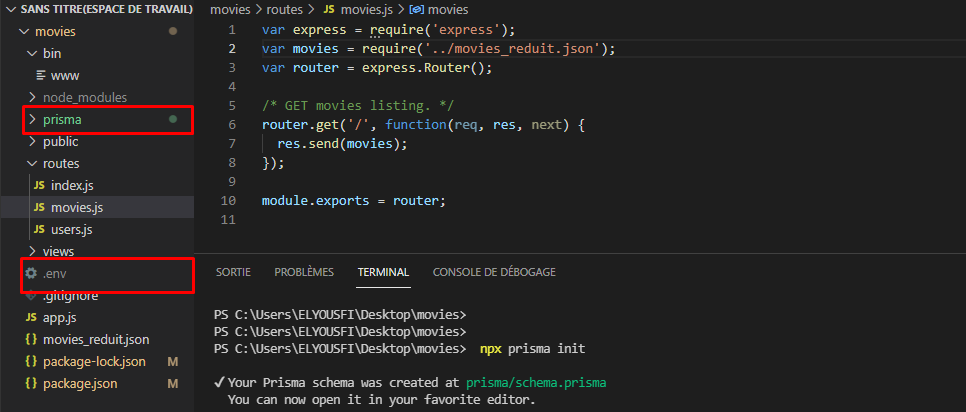 SANS TITRE(ESPACE DE TRAVAIL)
movies
bin
www
node_modules
prisma
public
routes
JS index.js
JS movies.js
JS users.js
views
.env
.gitignore
JS app.js
{} movies_reduit.json
{} package-lock.json M
{} package.json M
movies > routes > JS movies.js > movies
1 var express = require('express');
2 var movies = require('../movies_reduit.json');
3 var router = express.Router();
4
5 /* GET movies listing. */
6 router.get('/', function(req, res, next) {
7 res.send(movies);
8 });
9
10 module.exports = router;
11
SORTIE PROBLÈMES TERMINAL CONSOLE DE DÉBOGAGE
PS C:\Users\ELYOUSFI\Desktop\movies>
PS C:\Users\ELYOUSFI\Desktop\movies>
PS C:\Users\ELYOUSFI\Desktop\movies> npx prisma init
✔ Your Prisma schema was created at prisma/schema.prisma
You can now open it in your favorite editor.